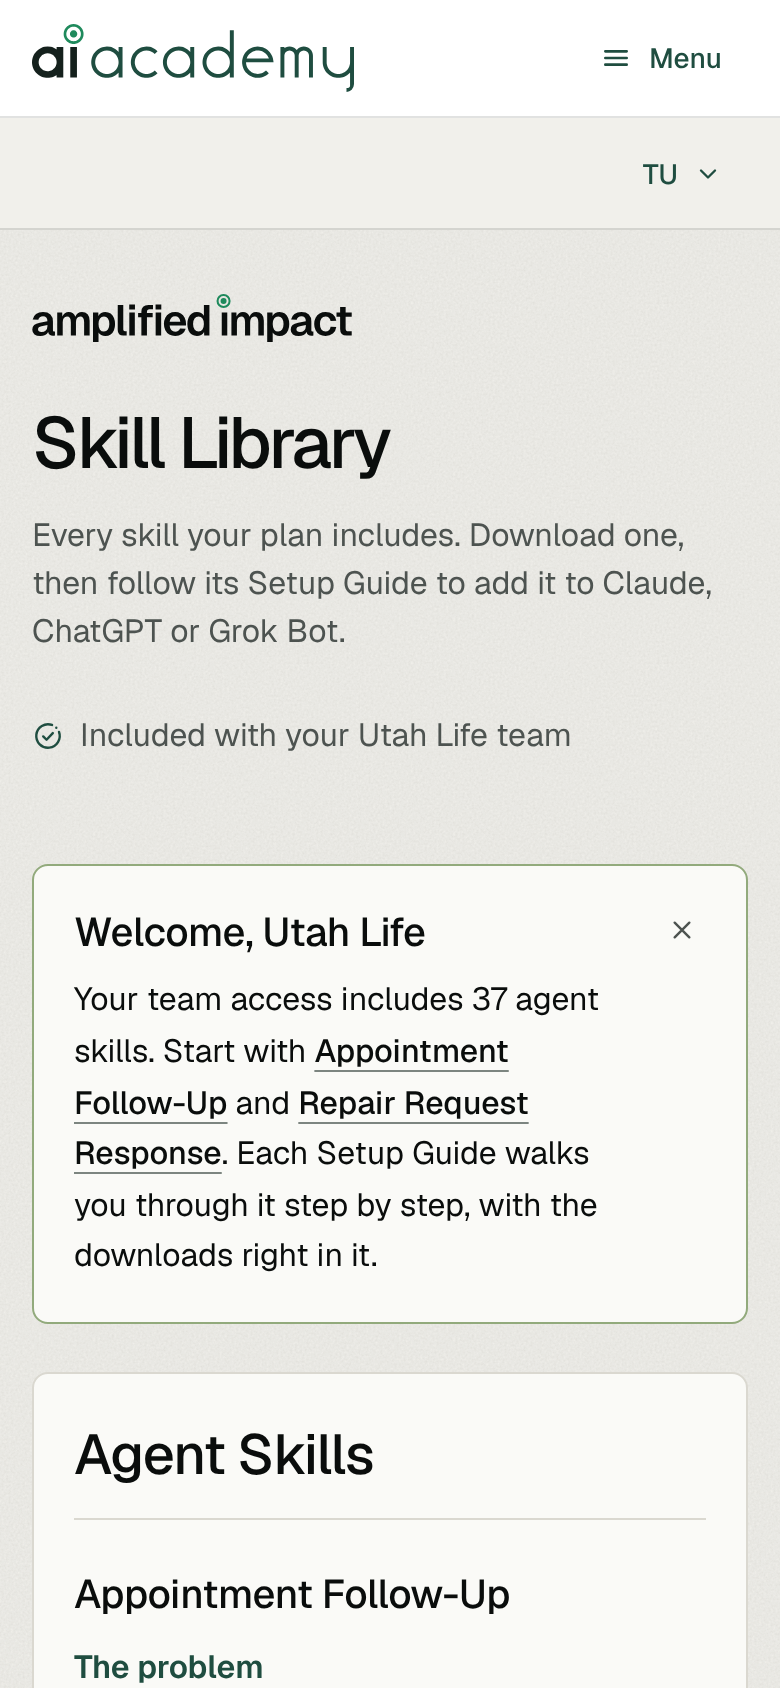 ai academy
Menu
TU
amplified impact
Skill Library
Every skill your plan includes. Download one,
then follow its Setup Guide to add it to Claude,
ChatGPT or Grok Bot.
Included with your Utah Life team
Welcome, Utah Life
Your team access includes 37 agent
skills. Start with Appointment
Follow-Up and Repair Request
Response. Each Setup Guide walks
you through it step by step, with the
downloads right in it.
Agent Skills
Appointment Follow-Up
The problem